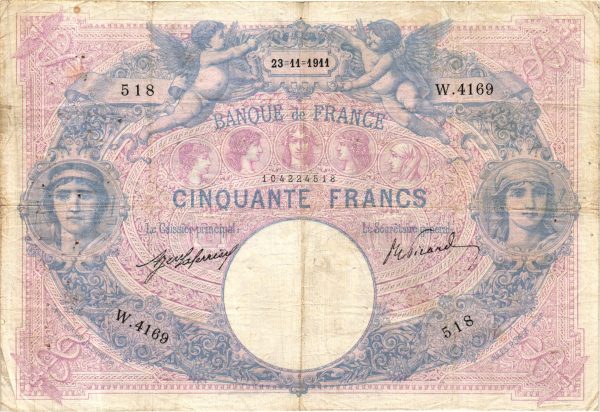 23-11=1911
518
W.4169
BANQUE de FRANCE
104224518
CINQUANTE FRANCS
Le Caissier principal:
Le Secrétaire général:
W.4169
518